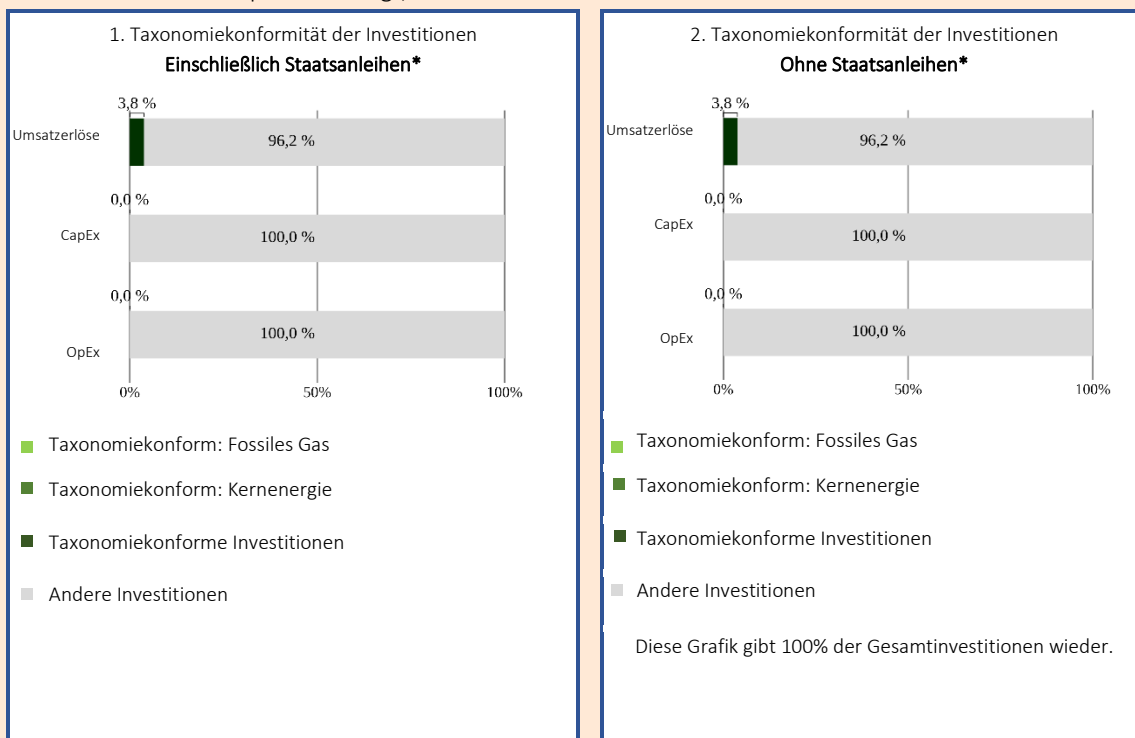 1. Taxonomiekonformität der Investitionen
Einschließlich Staatsanleihen*
3,8 %
Umsatzerlöse
96,2 %
0,0 %
CapEx
100,0 %
0,0 %
OpEx
100,0 %
0%
50%
100%
Taxonomiekonform: Fossiles Gas
Taxonomiekonform: Kernenergie
Taxonomiekonforme Investitionen
Andere Investitionen
2. Taxonomiekonformität der Investitionen
Ohne Staatsanleihen*
3,8 %
Umsatzerlöse
96,2 %
0,0 %
CapEx
100,0 %
0,0 %
OpEx
100,0 %
0%
50%
100%
Taxonomiekonform: Fossiles Gas
Taxonomiekonform: Kernenergie
Taxonomiekonforme Investitionen
Andere Investitionen
Diese Grafik gibt 100% der Gesamtinvestitionen wieder.